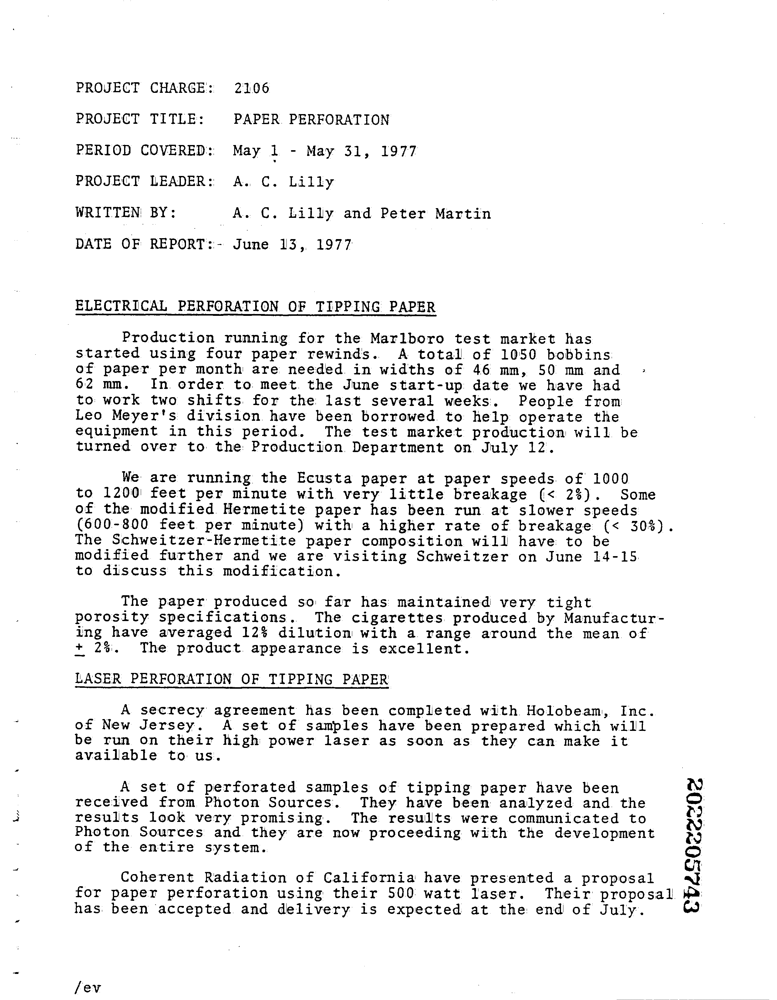 PROJECT CHARGE: 2106
PROJECT TITLE: PAPER PERFORATION
PERIOD COVERED: May 1 - May 31, 1977
PROJECT LEADER: A. C. Lilly
WRITTEN BY: A. C. Lilly and Peter Martin
DATE OF REPORT:- June 13, 1977
ELECTRICAL PERFORATION OF TIPPING PAPER
Production running for the Marlboro test market has
started using four paper rewinds. A total of 1050 bobbins
of paper per month are needed in widths of 46 mm, 50 mm and
62 mm. In order to meet the June start-up date we have had
to work two shifts for the last several weeks. People from
Leo Meyer's division have been borrowed to help operate the
equipment in this period. The test market production will be
turned over to the Production Department on July 12.
We are running the Ecusta paper at paper speeds of 1000
to 1200 feet per minute with very little breakage (< 2%). Some
of the modified Hermetite paper has been run at slower speeds
(600-800 feet per minute) with a higher rate of breakage (< 30%).
The Schweitzer-Hermetite paper composition will have to be
modified further and we are visiting Schweitzer on June 14-15
to discuss this modification.
The paper produced so far has maintained very tight
porosity specifications. The cigarettes produced by Manufactur-
ing have averaged 12% dilution with a range around the mean of
± 2%. The product appearance is excellent.
LASER PERFORATION OF TIPPING PAPER
A secrecy agreement has been completed with Holobeam, Inc.
of New Jersey. A set of samples have been prepared which will
be run on their high power laser as soon as they can make it
available to us.
A set of perforated samples of tipping paper have been
received from Photon Sources. They have been analyzed and the
results look very promising. The results were communicated to
Photon Sources and they are now proceeding with the development
of the entire system.
Coherent Radiation of California have presented a proposal
for paper perforation using their 500 watt laser. Their proposal
has been accepted and delivery is expected at the end of July.
2022205743
/ev